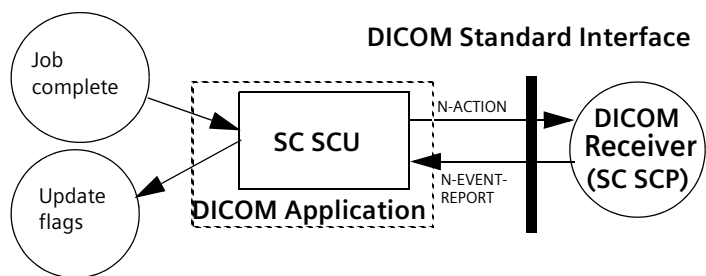 DICOM Standard Interface
Job
complete
N-ACTION
SC SCU
DICOM
Receiver
(SC SCP)
N-EVENT-
REPORT
Update
flags
DICOM Application